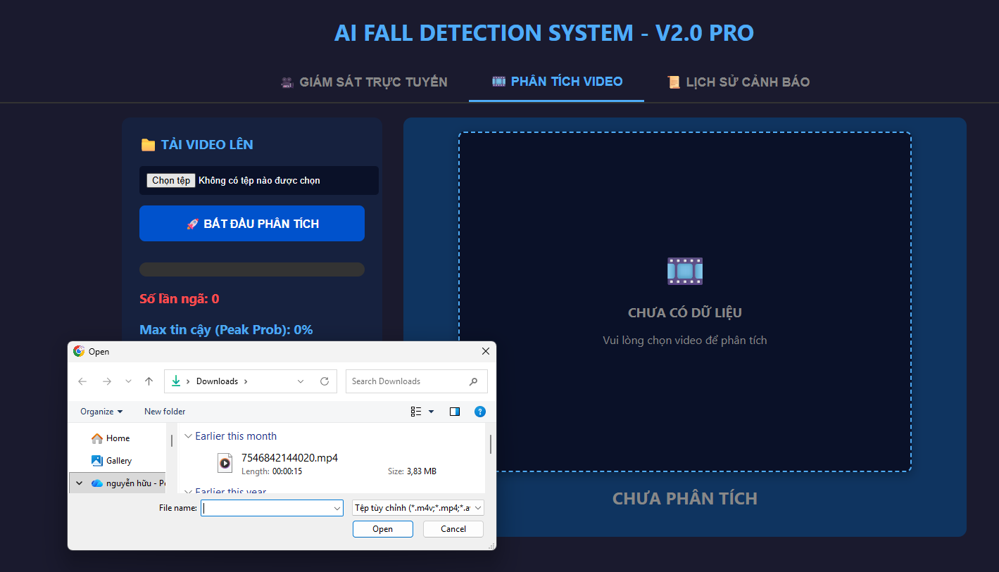 AI FALL DETECTION SYSTEM - V2.0 PRO
GIÁM SÁT TRỰC TUYẾN
PHÂN TÍCH VIDEO
LỊCH SỬ CẢNH BÁO
TẢI VIDEO LÊN
Chọn tệp Không có tệp nào được chọn
BẮT ĐẦU PHÂN TÍCH
Số lần ngã: 0
Max tin cậy (Peak Prob): 0%
CHƯA CÓ DỮ LIỆU
Vui lòng chọn video để phân tích
CHƯA PHÂN TÍCH
Open
Downloads
Search Downloads
Organize
New folder
Home
Gallery
nguyễn hữu - Pe
Earlier this month
7546842144020.mp4
Length: 00:00:15
Size: 3,83 MB
Earlier this year
File name:
Tệp tùy chỉnh (*.m4v;*.mp4;*.a
Open
Cancel